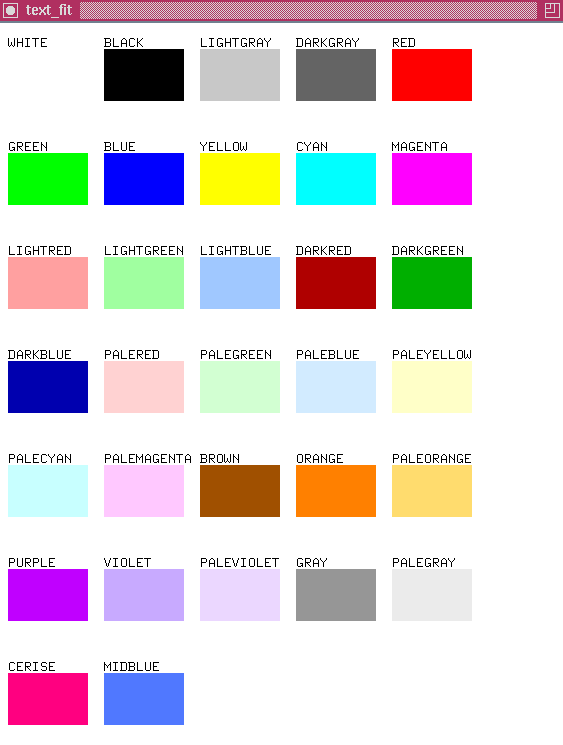 text_fit
WHITE BLACK LIGHTGRAY DARKGRAY RED
GREEN BLUE YELLOW CYAN MAGENTA
LIGHTRED LIGHTGREEN LIGHTBLUE DARKRED DARKGREEN
DARKBLUE PALERED PALEGREEN PALEBLUE PALEYELLOW
PALECYAN PALEMAGENTA BROWN ORANGE PALEORANGE
PURPLE VIOLET PALEVIOLET GRAY PALEGRAY
CERISE MIDBLUE